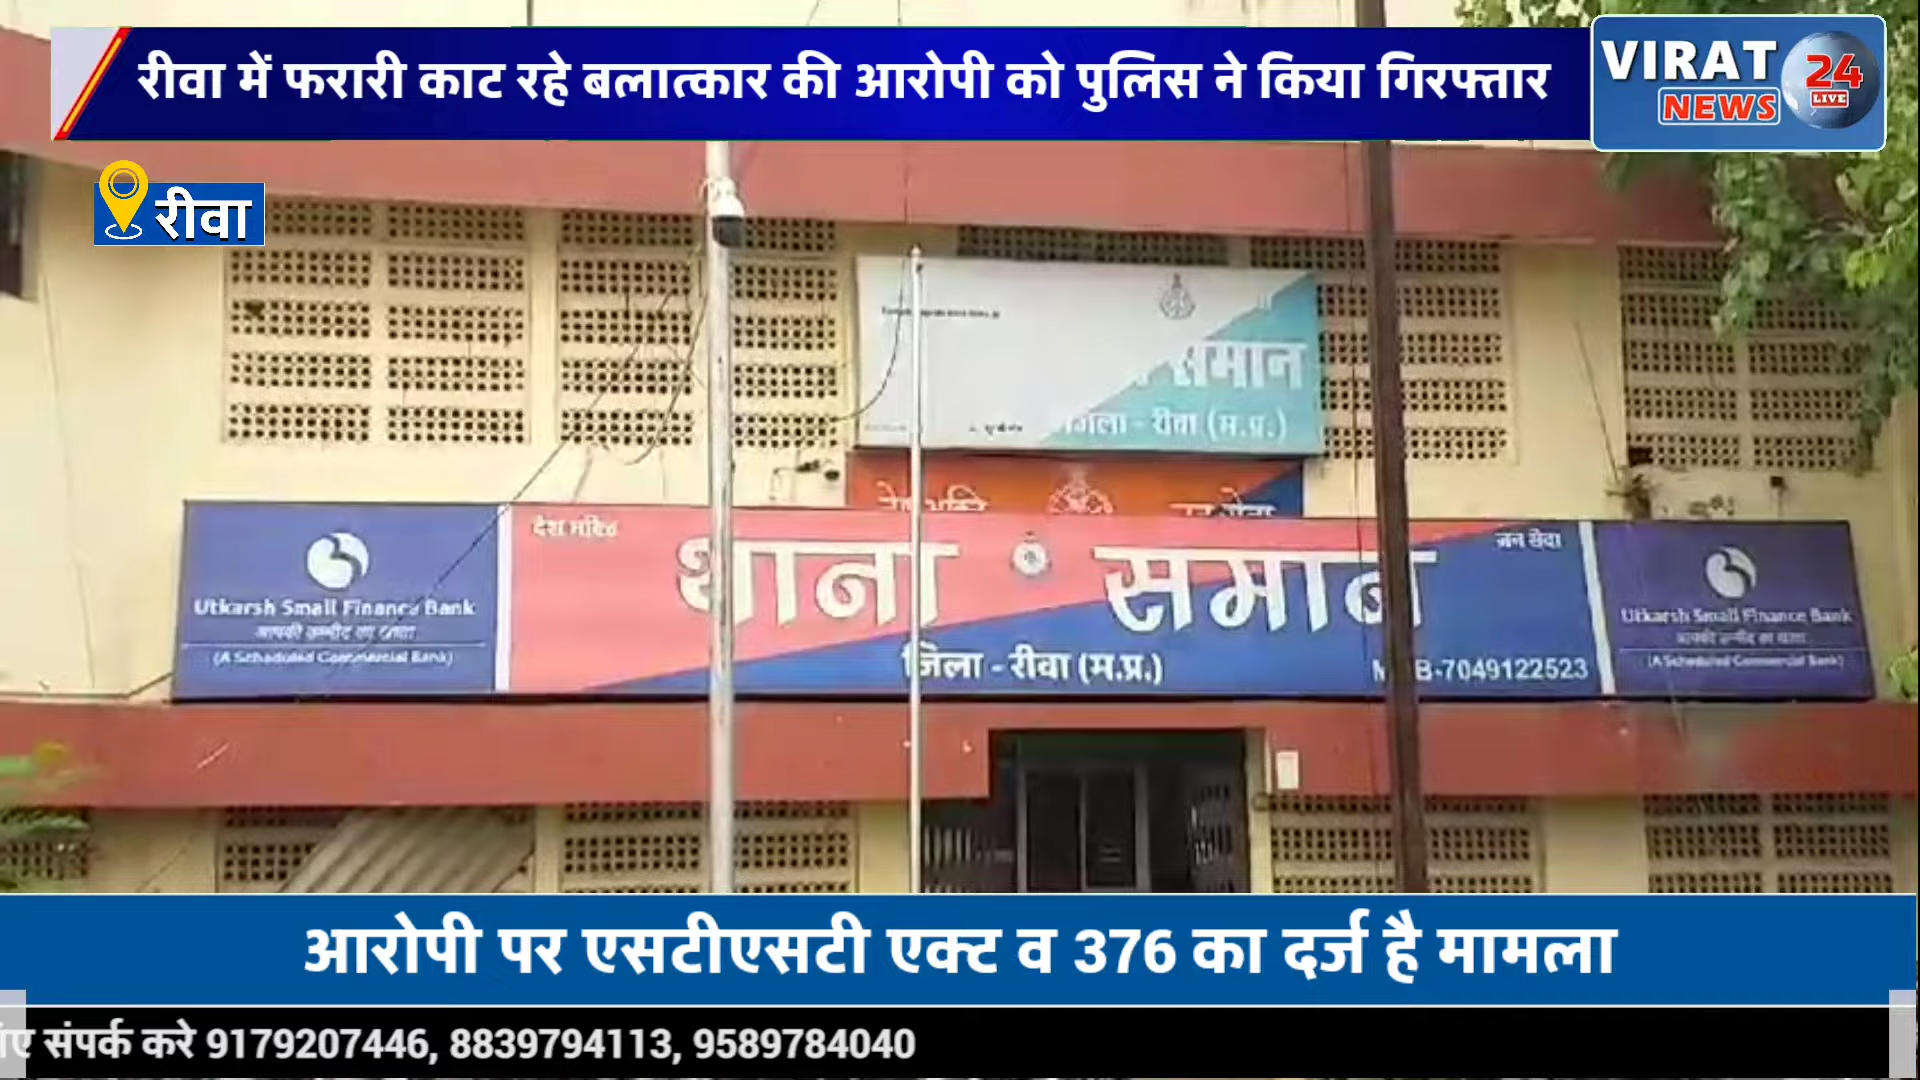 रीवा में फरारी काट रहे बलात्कार की आरोपी को पुलिस ने किया गिरफ्तार
VIRAT
NEWS
24
LIVE
रीवा
समान
जिला - रीवा (म.प्र.)
देश भक्ति
जन सेवा
थाना समान
जिला - रीवा (म.प्र.)
B-7049122523
Utkarsh Small Finance Bank
(A Scheduled Commercial Bank)
Utkarsh Small Finance Bank
(A Scheduled Commercial Bank)
आरोपी पर एसटीएसटी एक्ट व 376 का दर्ज है मामला
संपर्क करे 9179207446, 8839794113, 9589784040